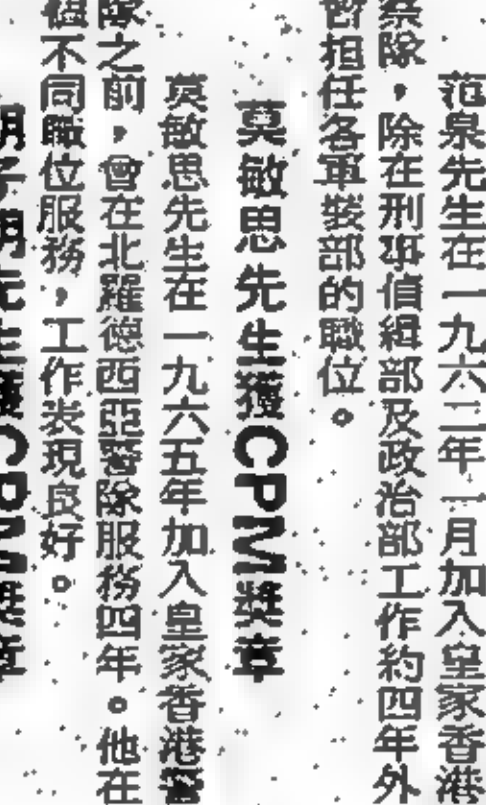 范泉先生在一九六二年一月加入皇家香港
察隊，除在刑事偵緝部及政治部工作約四年外
曾担任各軍裝部的職位。
莫敏思先生獲CPM獎章
莫敏思先生在一九六五年加入皇家香港警
隊之前，曾在北羅德西亞警隊服務四年。他在
個不同職位服務，工作表現良好。
明先生獲CPM獎章